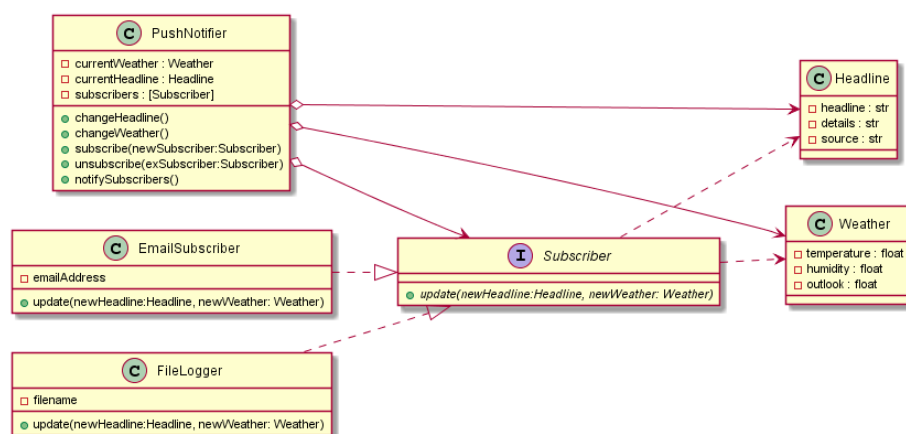 C PushNotifier
currentWeather : Weather
currentHeadline : Headline
subscribers : [Subscriber]
changeHeadline()
changeWeather()
subscribe(newSubscriber:Subscriber)
unsubscribe(exSubscriber:Subscriber)
notifySubscribers()
C Headline
headline : str
details : str
source : str
C EmailSubscriber
emailAddress
update(newHeadline:Headline, newWeather: Weather)
I Subscriber
update(newHeadline:Headline, newWeather: Weather)
C Weather
temperature : float
humidity : float
outlook : float
C FileLogger
filename
update(newHeadline:Headline, newWeather: Weather)